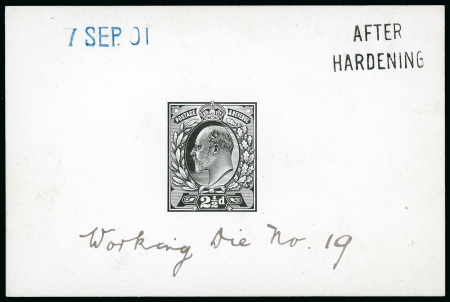 7 SEP. 01
AFTER
HARDENING
POSTAGE & REVENUE
2½d
Working Die No. 19